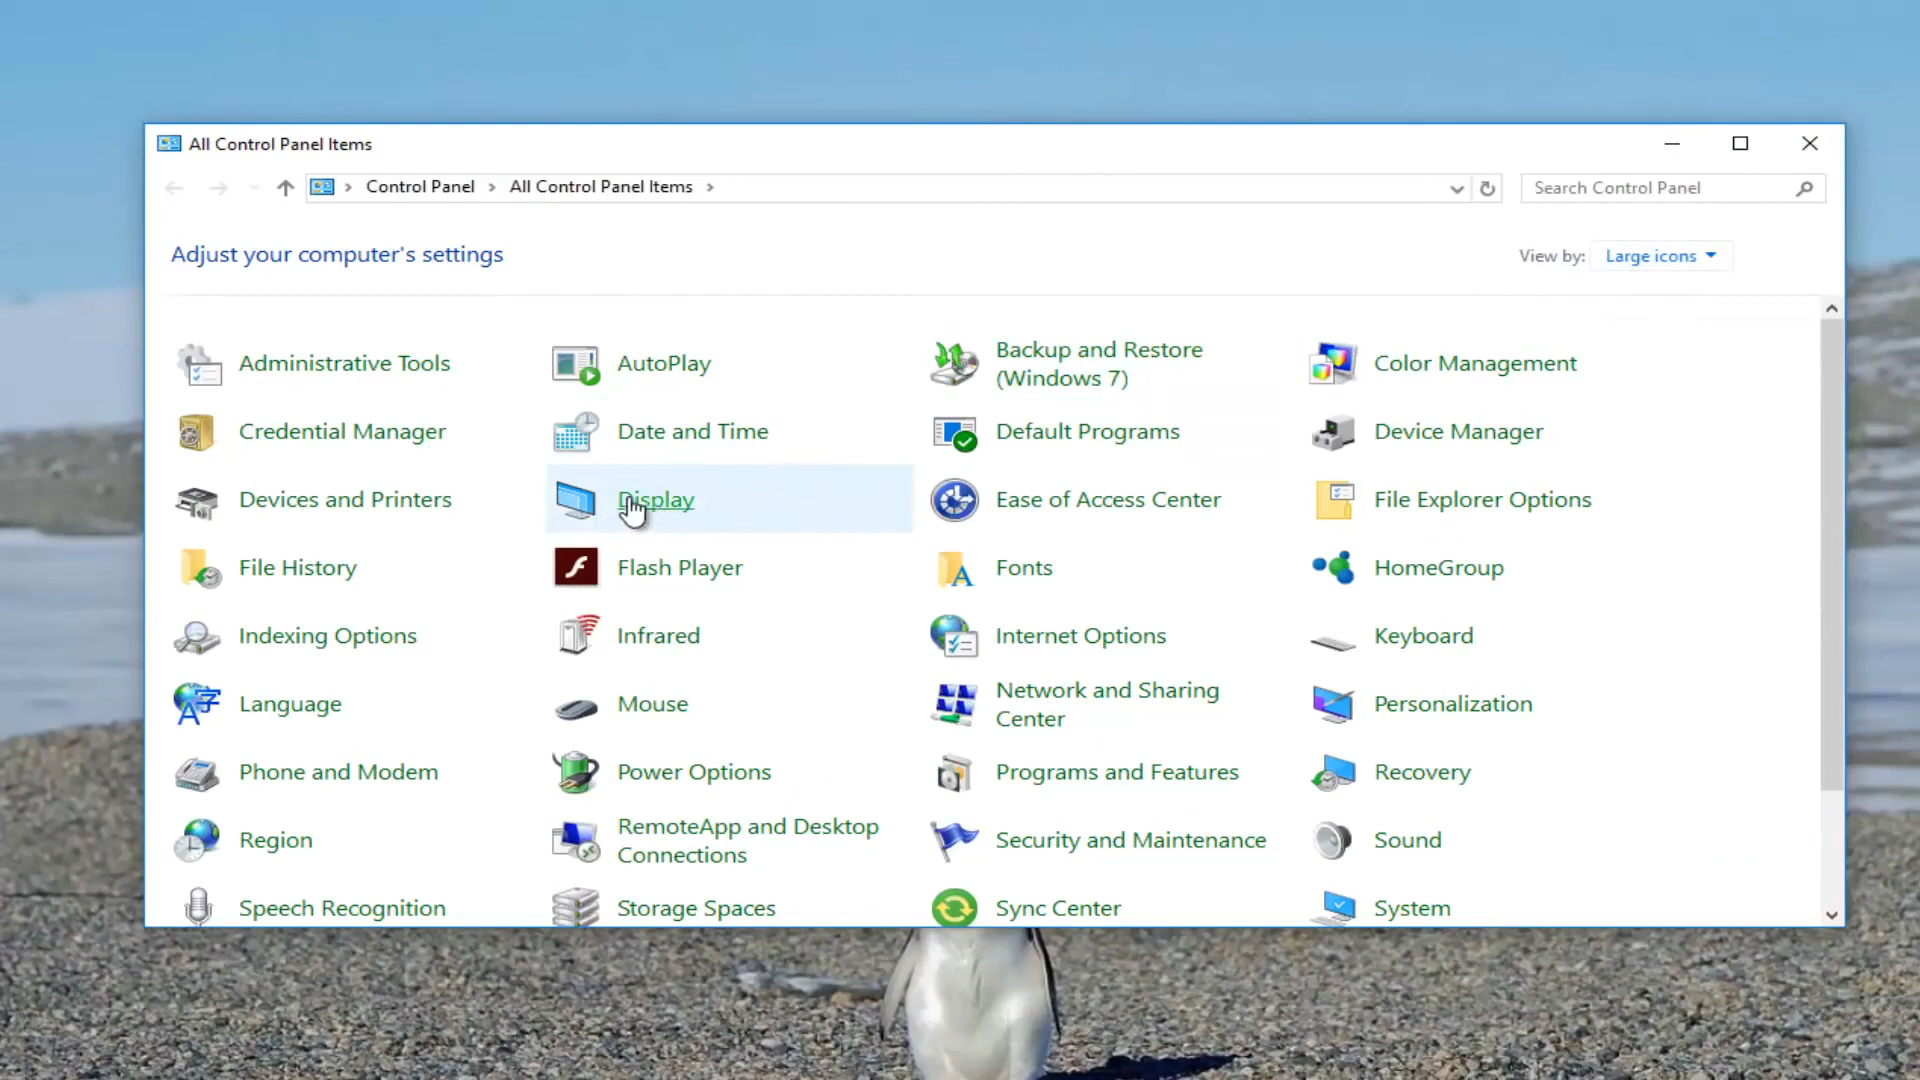 All Control Panel Items
Control Panel All Control Panel Items
Search Control Panel
Adjust your computer's settings
View by: Large icons
Administrative Tools
AutoPlay
Backup and Restore
(Windows 7)
Color Management
Credential Manager
Date and Time
Default Programs
Device Manager
Devices and Printers
Display
Ease of Access Center
File Explorer Options
File History
Flash Player
Fonts
HomeGroup
Indexing Options
Infrared
Internet Options
Keyboard
Language
Mouse
Network and Sharing
Center
Personalization
Phone and Modem
Power Options
Programs and Features
Recovery
Region
RemoteApp and Desktop
Connections
Security and Maintenance
Sound
Speech Recognition
Storage Spaces
Sync Center
System